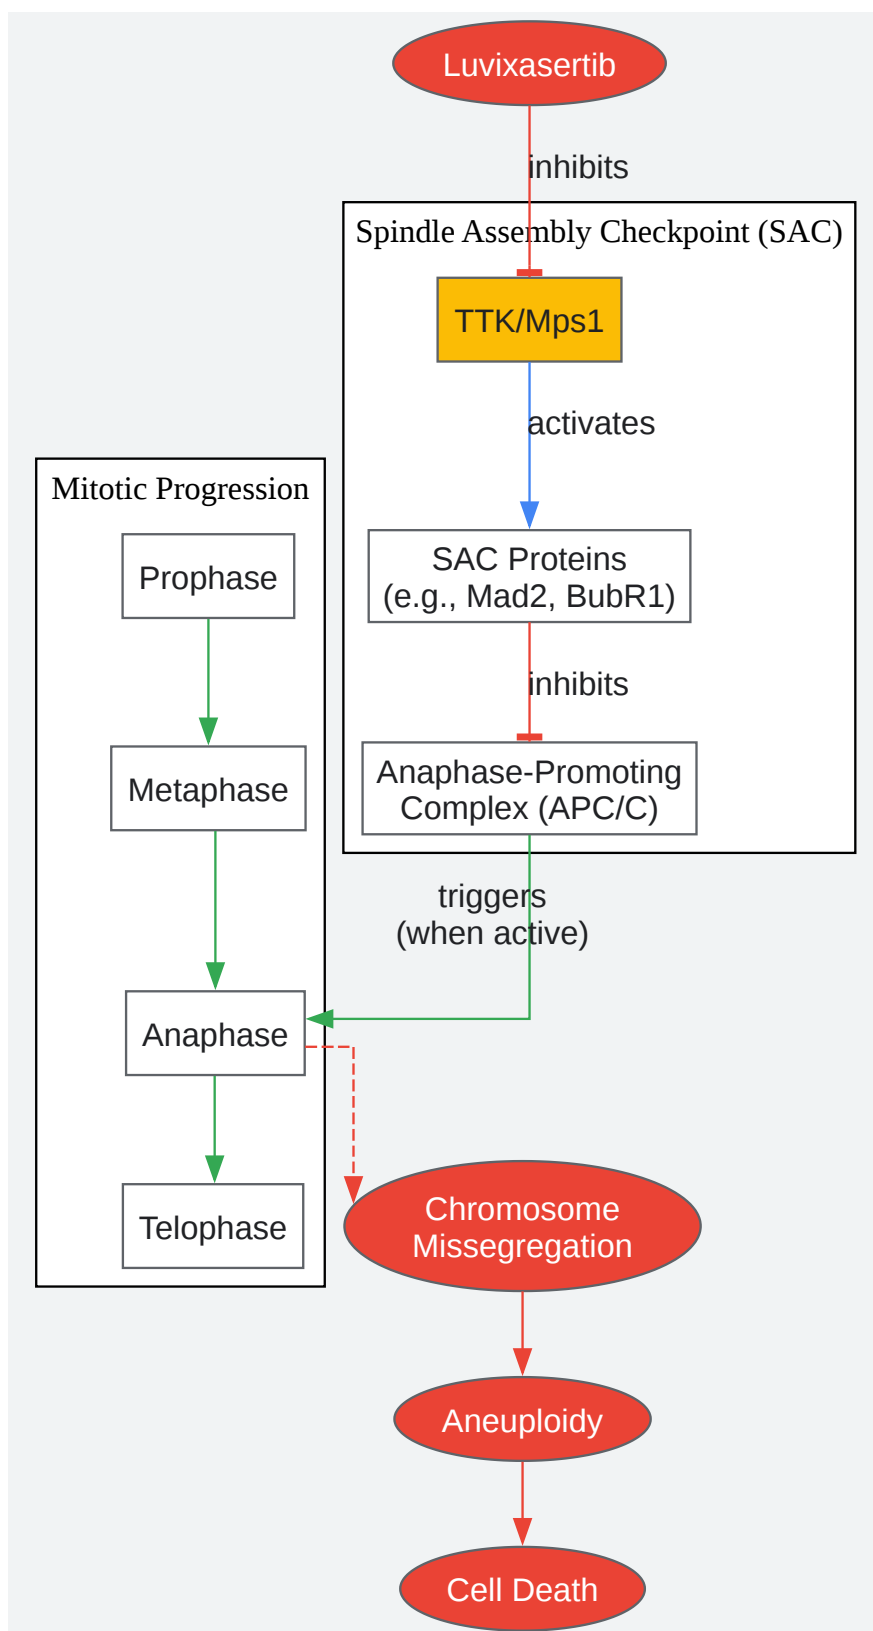 Luvixasertib
inhibits
Spindle Assembly Checkpoint (SAC)
TTK/Mps1
activates
SAC Proteins
(e.g., Mad2, BubR1)
inhibits
Anaphase-Promoting
Complex (APC/C)
triggers
(when active)
Mitotic Progression
Prophase
Metaphase
Anaphase
Telophase
Chromosome
Missegregation
Aneuploidy
Cell Death